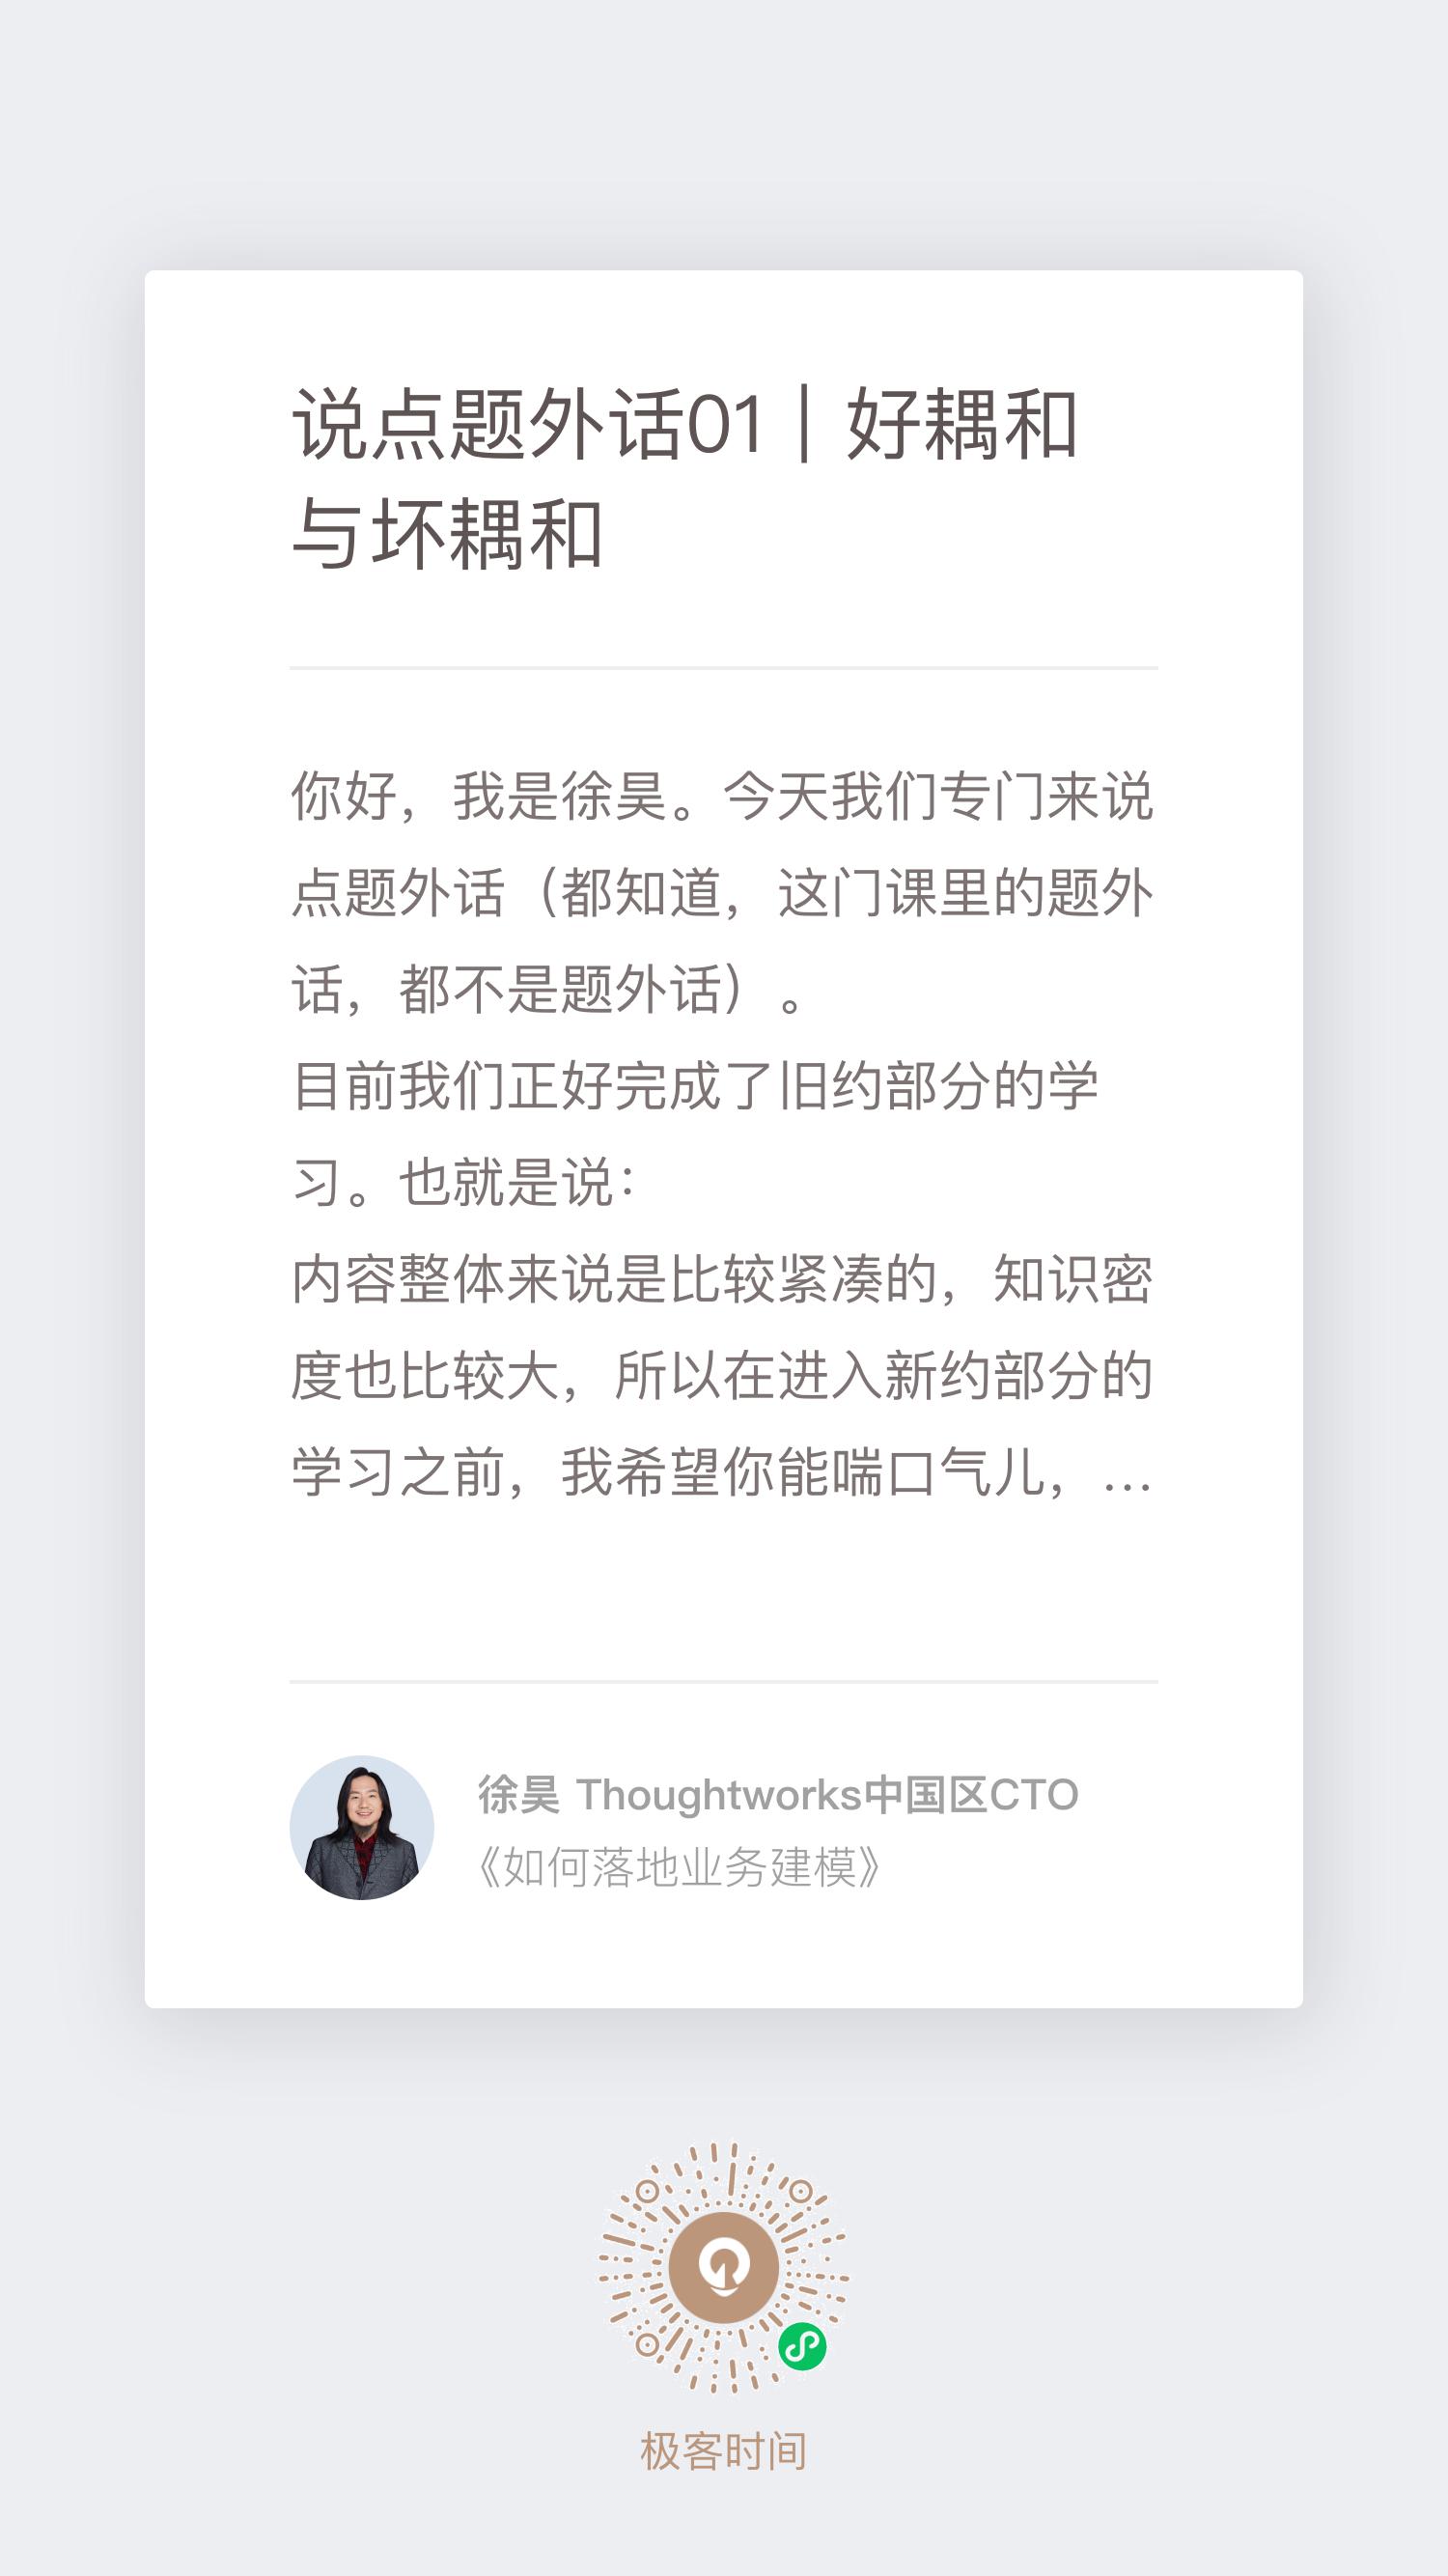 说点题外话01｜好耦和
与坏耦和
你好，我是徐昊。今天我们专门来说
点题外话（都知道，这门课里的题外
话，都不是题外话）。
目前我们正好完成了旧约部分的学
习。也就是说：
内容整体来说是比较紧凑的，知识密
度也比较大，所以在进入新约部分的
学习之前，我希望你能喘口气儿，...
徐昊 Thoughtworks中国区CTO
《如何落地业务建模》
极客时间